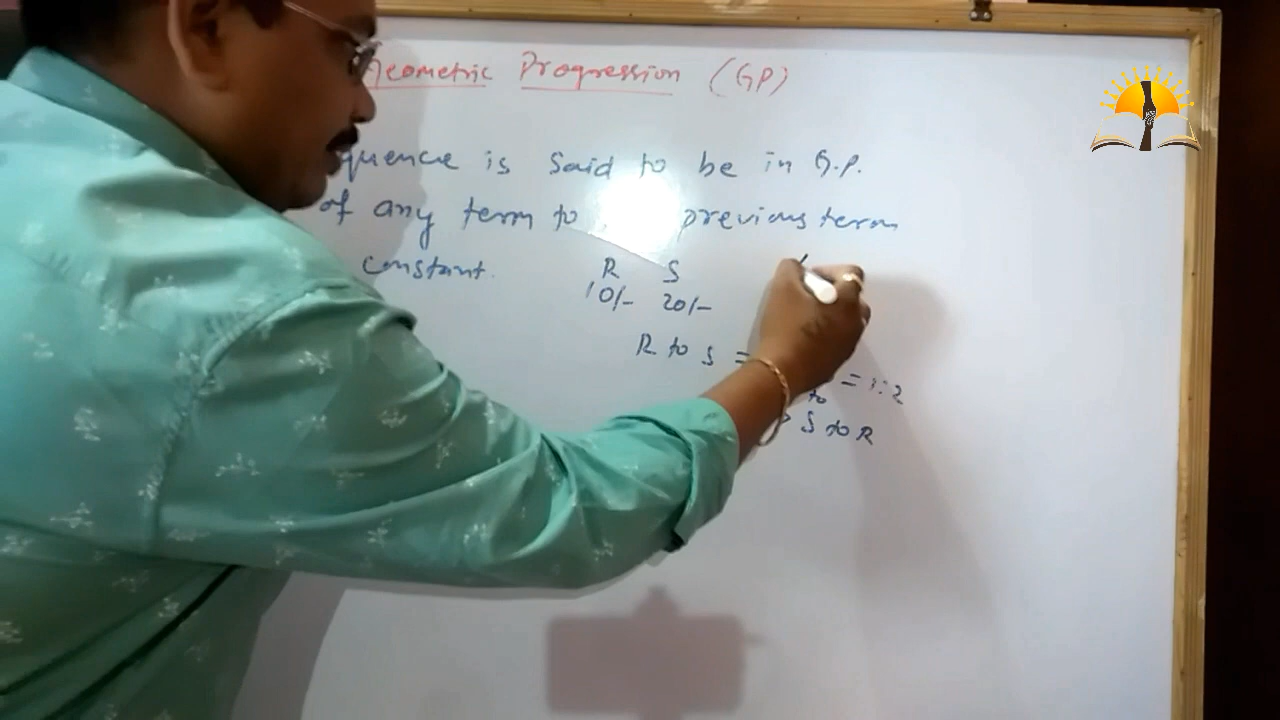 Geometric Progression (GP)
quence is said to be in G.P.
of any term to previous term
constant.
R S
10/- 20/-
R to S =
= 1:2
to
S to R